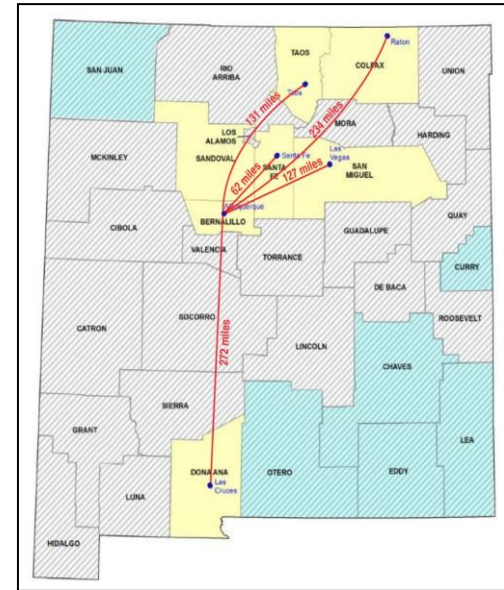 TAOS
Raton
COLFAX
SAN JUAN
RIO
ARRIBA
UNION
Taos
131 miles
234 miles
MORA
LOS
ALAMOS
HARDING
Las
Vegas
SANDOVAL
Santa Fe
SANTA
FE
MCKINLEY
62 miles
127 miles
SAN
MIGUEL
Albuquerque
BERNALILLO
QUAY
CIBOLA
GUADALUPE
VALENCIA
TORRANCE
CURRY
DE BACA
SOCORRO
ROOSEVELT
CATRON
LINCOLN
CHAVES
272 miles
SIERRA
GRANT
LEA
DONA ANA
OTERO
EDDY
Las
Cruces
LUNA
HIDALGO